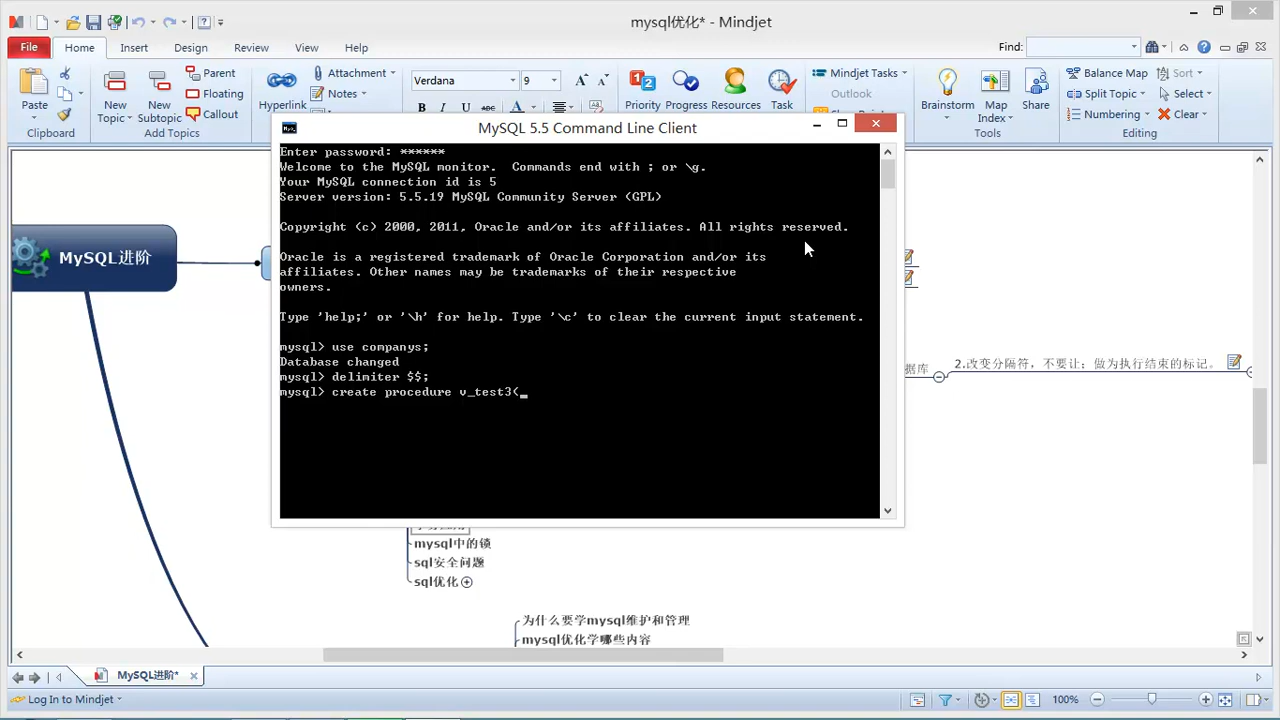 mysql优化* - Mindjet
File
Home
Insert
Design
Review
View
Help
Find:
Paste
Clipboard
New Topic
New Subtopic
Parent
Floating
Callout
Add Topics
Hyperlink
Attachment
Notes
Verdana
9
B I U abc A
Priority
Progress
Resources
Task
Mindjet Tasks
Outlook
Brainstorm
Map Index
Share
Tools
Balance Map
Split Topic
Sort
Select
Clear
Editing
MySQL 5.5 Command Line Client
Enter password: ******
Welcome to the MySQL monitor.  Commands end with ; or \g.
Your MySQL connection id is 5
Server version: 5.5.19 MySQL Community Server (GPL)
Copyright (c) 2000, 2011, Oracle and/or its affiliates. All rights reserved.
Oracle is a registered trademark of Oracle Corporation and/or its
affiliates. Other names may be trademarks of their respective
owners.
Type 'help;' or '\h' for help. Type '\c' to clear the current input statement.
mysql> use companys;
Database changed
mysql> delimiter $$;
mysql> create procedure v_test3(
MySQL进阶
据库
2.改变分隔符，不要让；做为执行结束的标记。
mysql中的锁
sql安全问题
sql优化
为什么要学mysql维护和管理
mysql优化学哪些内容
MySQL进阶*
Log In to Mindjet
100%